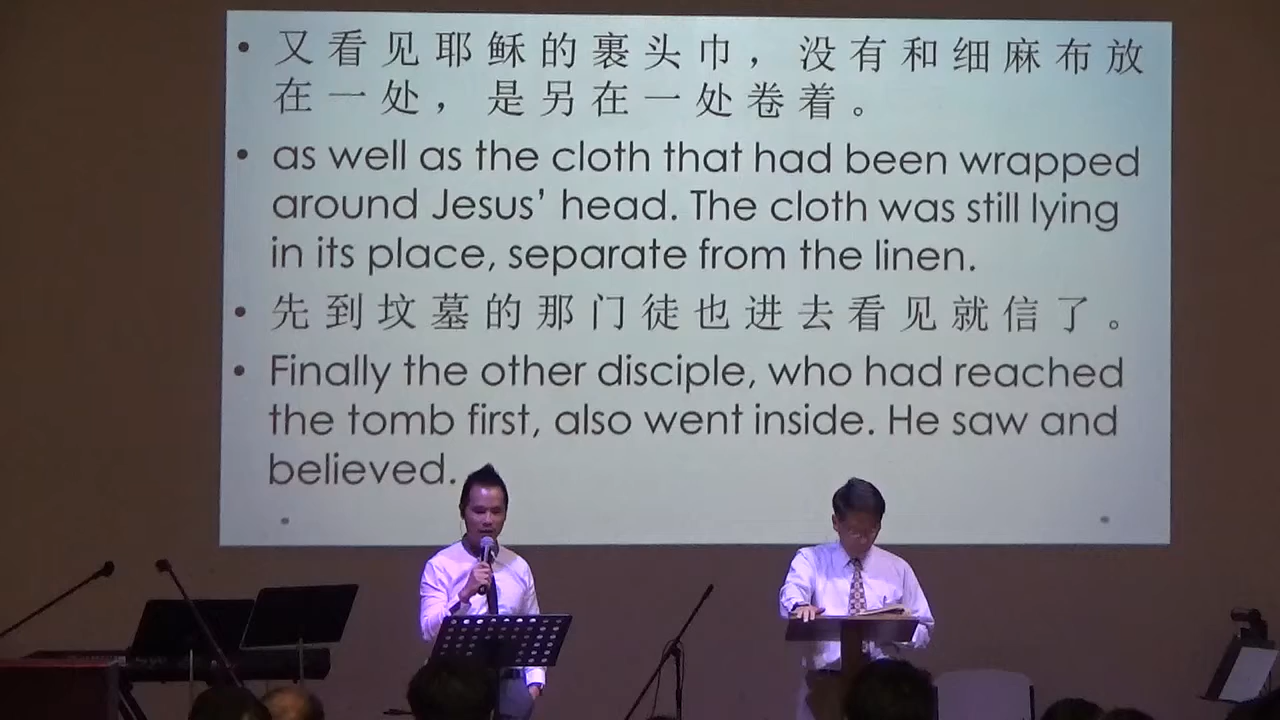 • 又看见耶稣的裹头巾，没有和细麻布放
在一处，是另在一处卷着。
• as well as the cloth that had been wrapped
around Jesus’ head. The cloth was still lying
in its place, separate from the linen.
• 先到坟墓的那门徒也进去看见就信了。
• Finally the other disciple, who had reached
the tomb first, also went inside. He saw and
believed.